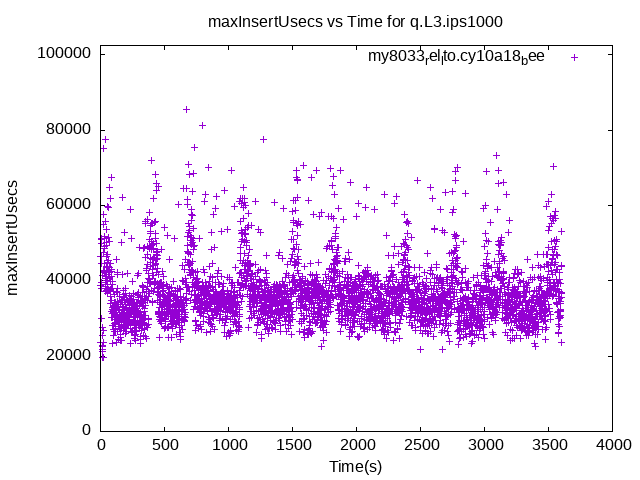 maxInsertUsecs vs Time for q.L3.ips1000
my8033_rel_lto.cy10a18_bee
100000
80000
60000
40000
20000
0
maxInsertUsecs
0 500 1000 1500 2000 2500 3000 3500 4000
Time(s)